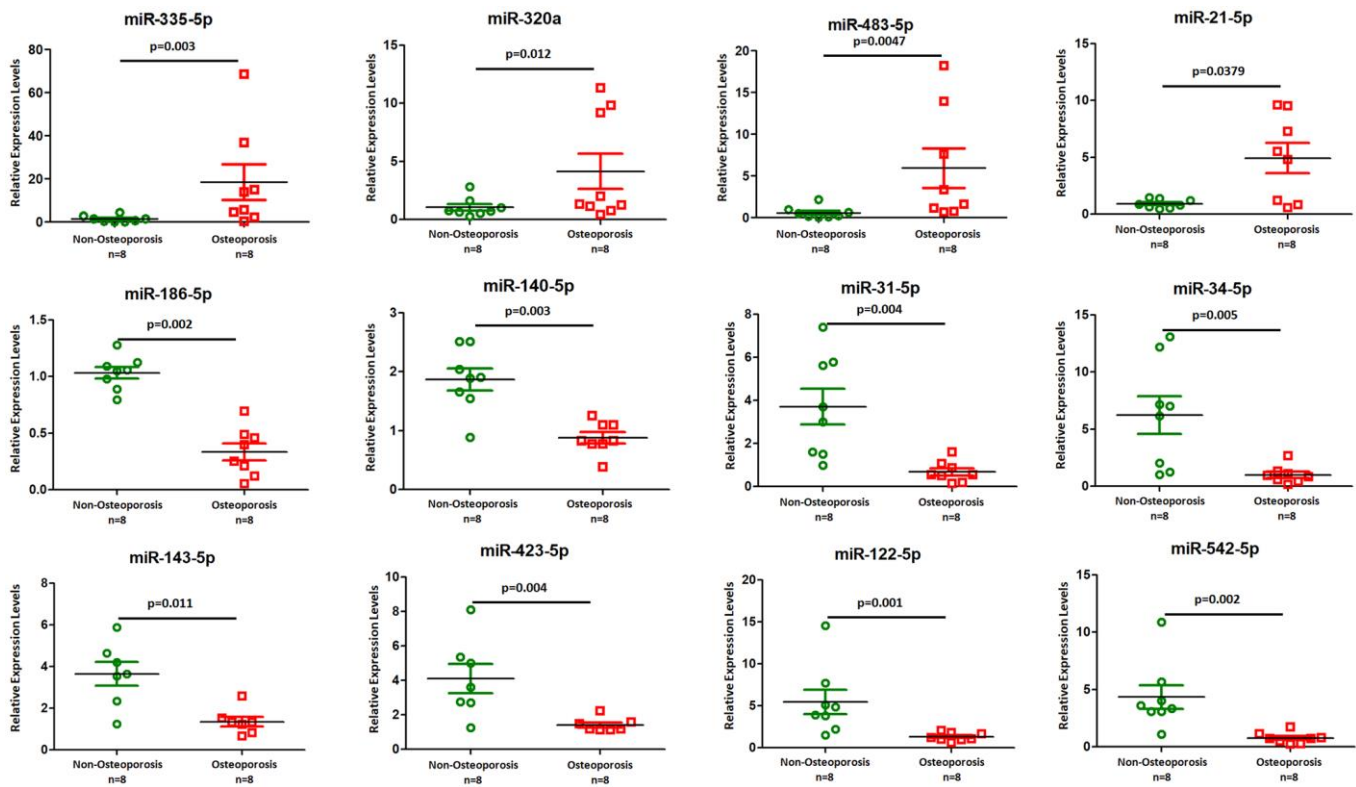 miR-335-5p
p=0.003
Relative Expression Levels
80
60
40
20
0
Non-Osteoporosis
n=8
Osteoporosis
n=8
miR-320a
p=0.012
Relative Expression Levels
15
10
5
0
Non-Osteoporosis
n=8
Osteoporosis
n=8
miR-483-5p
p=0.0047
Relative Expression Levels
20
15
10
5
0
Non-Osteoporosis
n=8
Osteoporosis
n=8
miR-21-5p
p=0.0379
Relative Expression Levels
15
10
5
0
Non-Osteoporosis
n=8
Osteoporosis
n=8
miR-186-5p
p=0.002
Relative Expression Levels
1.5
1.0
0.5
0.0
Non-Osteoporosis
n=8
Osteoporosis
n=8
miR-140-5p
p=0.003
Relative Expression Levels
3
2
1
0
Non-Osteoporosis
n=8
Osteoporosis
n=8
miR-31-5p
p=0.004
Relative Expression Levels
8
6
4
2
0
Non-Osteoporosis
n=8
Osteoporosis
n=8
miR-34-5p
p=0.005
Relative Expression Levels
15
10
5
0
Non-Osteoporosis
n=8
Osteoporosis
n=8
miR-143-5p
p=0.011
Relative Expression Levels
8
6
4
2
0
Non-Osteoporosis
n=8
Osteoporosis
n=8
miR-423-5p
p=0.004
Relative Expression Levels
10
8
6
4
2
0
Non-Osteoporosis
n=8
Osteoporosis
n=8
miR-122-5p
p=0.001
Relative Expression Levels
20
15
10
5
0
Non-Osteoporosis
n=8
Osteoporosis
n=8
miR-542-5p
p=0.002
Relative Expression Levels
15
10
5
0
Non-Osteoporosis
n=8
Osteoporosis
n=8